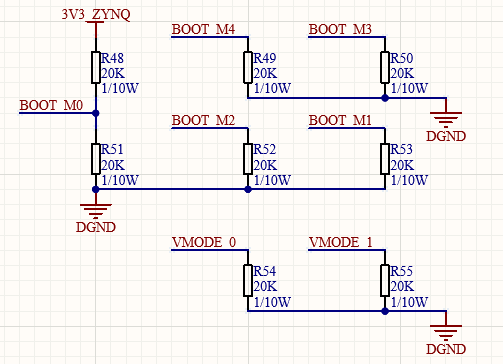 3V3_ZYNQ
BOOT_M4
BOOT_M3
R48
20K
1/10W
R49
20K
1/10W
R50
20K
1/10W
BOOT_M0
DGND
BOOT_M2
BOOT_M1
R51
20K
1/10W
R52
20K
1/10W
R53
20K
1/10W
DGND
VMODE_0
VMODE_1
R54
20K
1/10W
R55
20K
1/10W
DGND